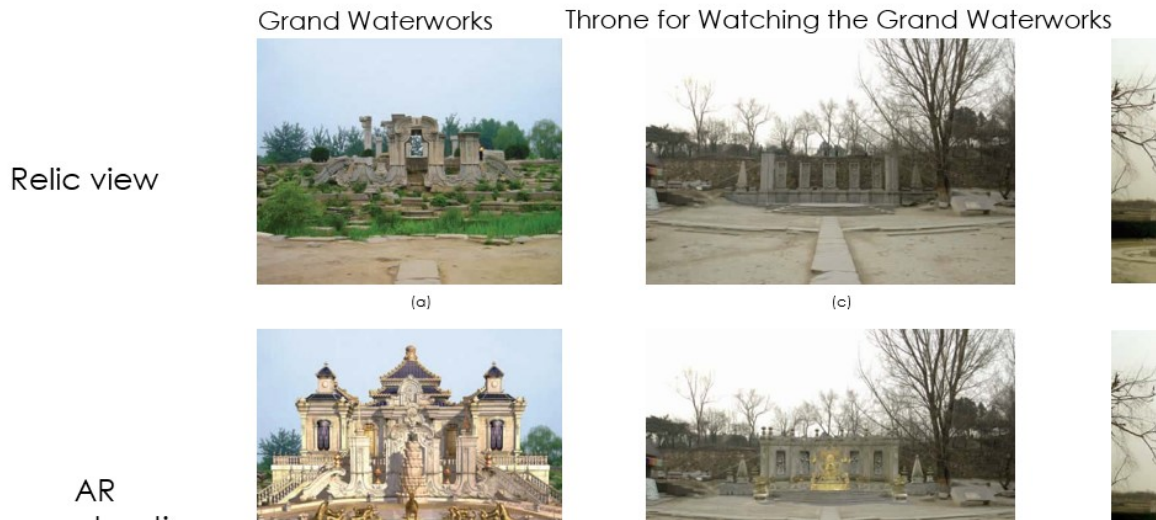 Grand Waterworks
Throne for Watching the Grand Waterworks
Relic view
(a)
(c)
AR